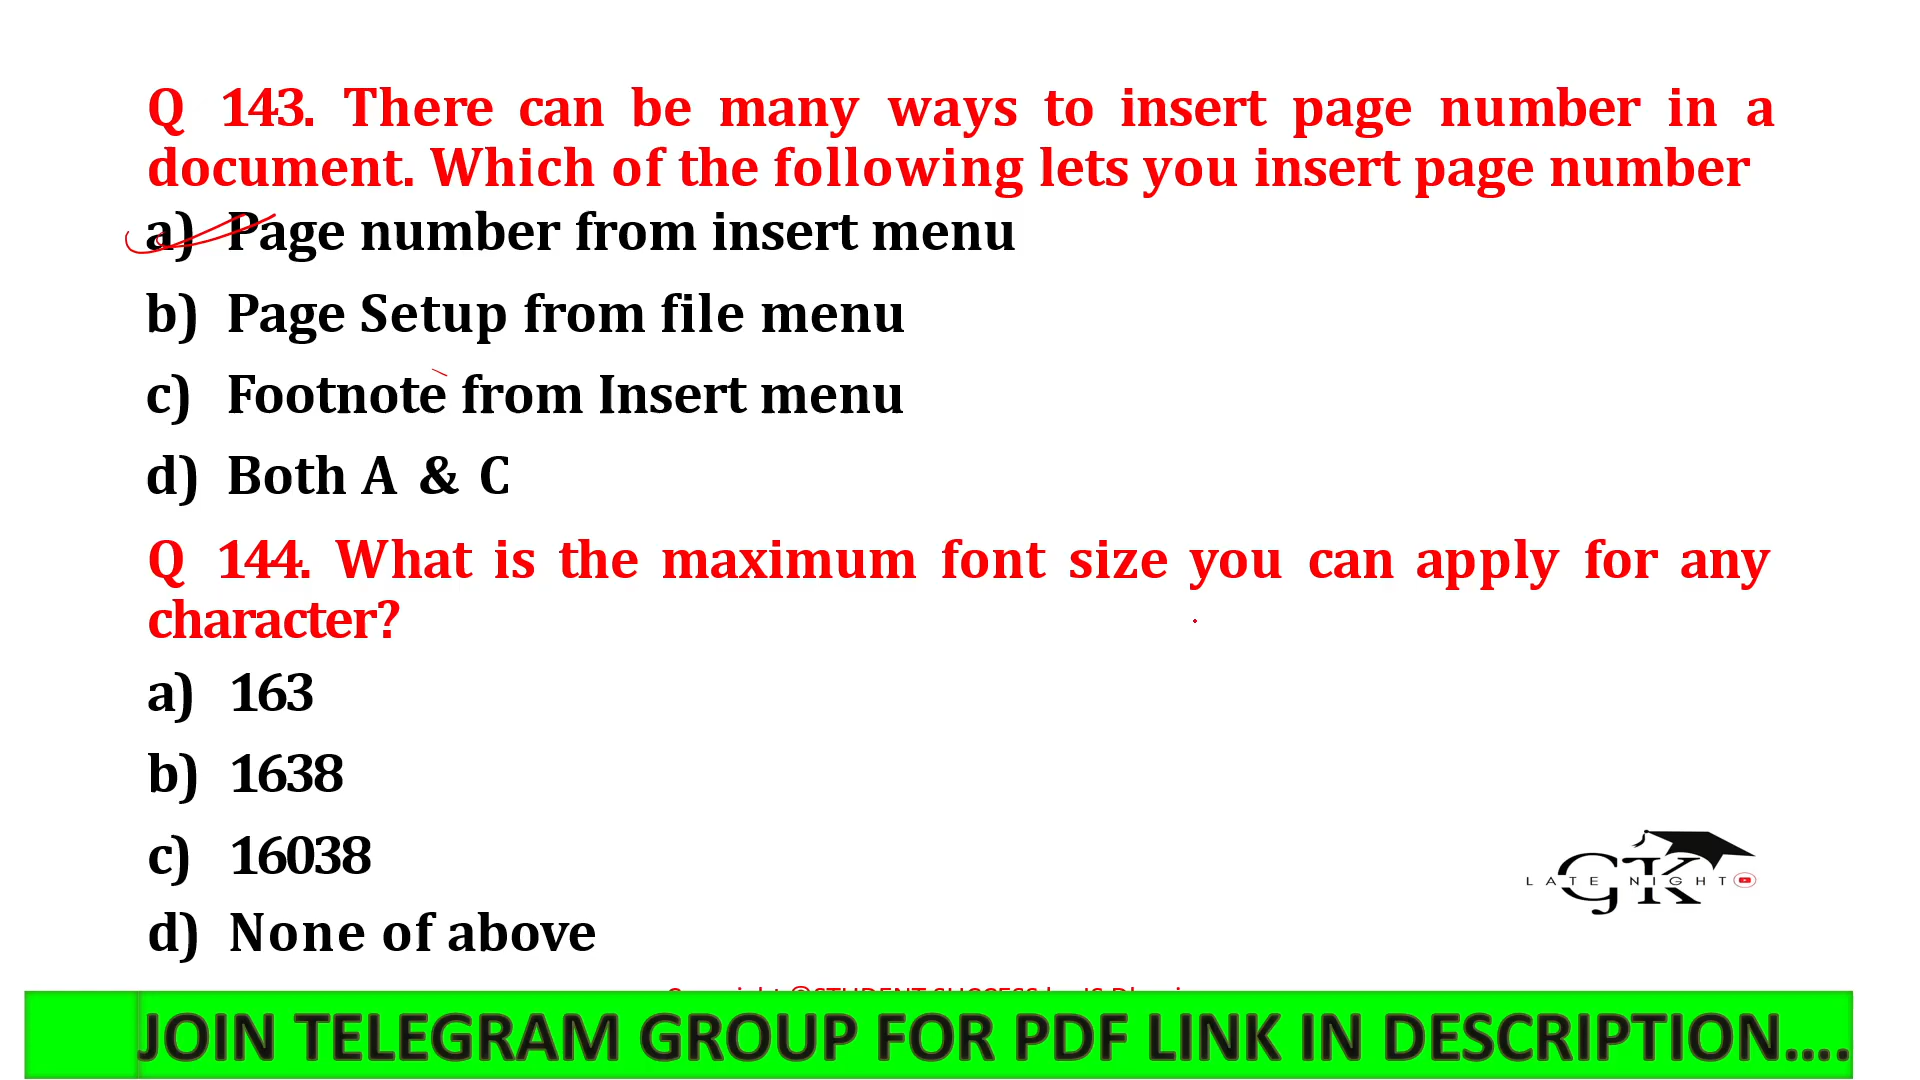 Q 143. There can be many ways to insert page number in a
document. Which of the following lets you insert page number
a) Page number from insert menu
b) Page Setup from file menu
c) Footnote from Insert menu
d) Both A & C
Q 144. What is the maximum font size you can apply for any
character?
a) 163
b) 1638
c) 16038
d) None of above
GK
LATE NIGHT
JOIN TELEGRAM GROUP FOR PDF LINK IN DESCRIPTION....